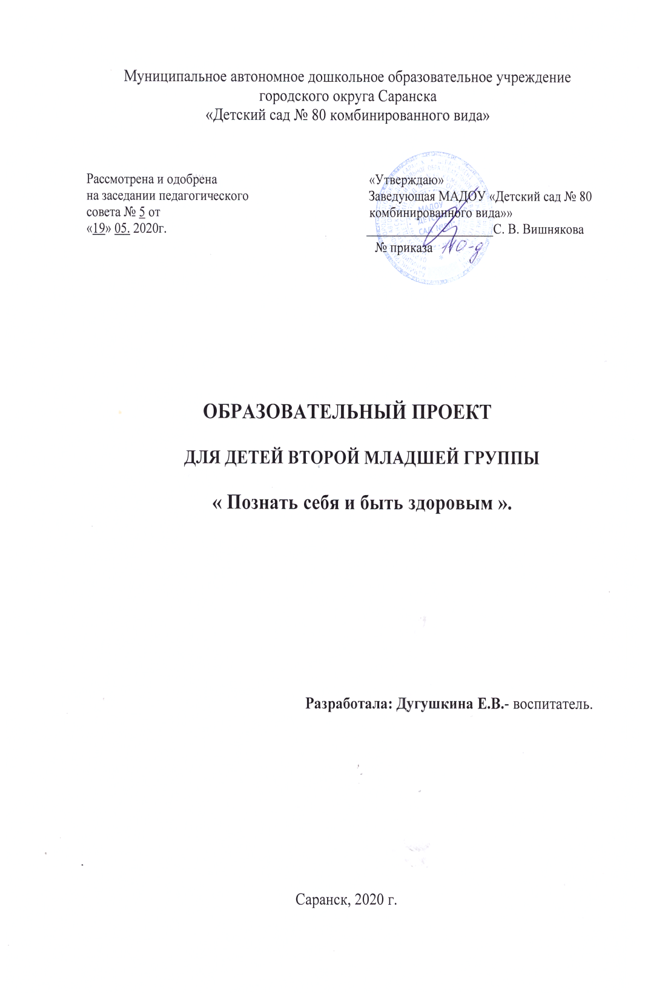 Муниципальное автономное дошкольное образовательное учреждение
городского округа Саранска
«Детский сад № 80 комбинированного вида»
Рассмотрена и одобрена
на заседании педагогического
совета № 5 от
«19» 05. 2020г.
«Утверждаю»
Заведующая МАДОУ «Детский сад № 80
комбинированного вида»»
С. В. Вишнякова
№ приказа 110-д
МАДОУ
ОБРАЗОВАТЕЛЬНЫЙ ПРОЕКТ
ДЛЯ ДЕТЕЙ ВТОРОЙ МЛАДШЕЙ ГРУППЫ
« Познать себя и быть здоровым ».
Разработала: Дугушкина Е.В.- воспитатель.
Саранск, 2020 г.